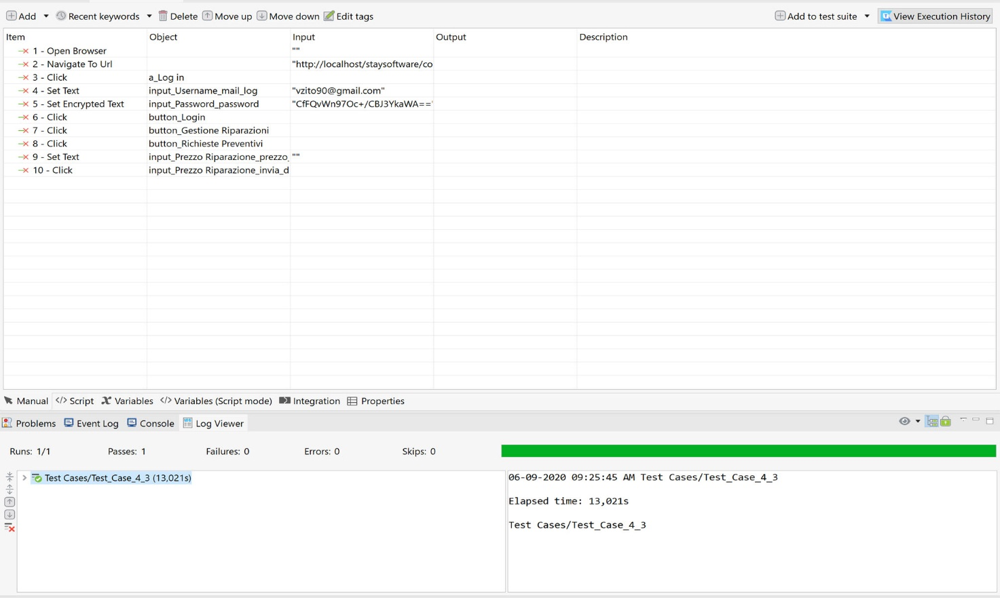 Add Recent keywords Delete Move up Move down Edit tags Add to test suite View Execution History
Item Object Input Output Description
1 - Open Browser ""
2 - Navigate To Url "http://localhost/staysoftware/co
3 - Click a_Log in
4 - Set Text input_Username_mail_log "vzito90@gmail.com"
5 - Set Encrypted Text input_Password_password "CfFQvWn97Oc+/CBJ3YkaWA=="
6 - Click button_Login
7 - Click button_Gestione Riparazioni
8 - Click button_Richieste Preventivi
9 - Set Text input_Prezzo Riparazione_prezzo_ ""
10 - Click input_Prezzo Riparazione_invia_d
Manual Script Variables Variables (Script mode) Integration Properties
Problems Event Log Console Log Viewer
Runs: 1/1 Passes: 1 Failures: 0 Errors: 0 Skips: 0
Test Cases/Test_Case_4_3 (13,021s)
06-09-2020 09:25:45 AM Test Cases/Test_Case_4_3
Elapsed time: 13,021s
Test Cases/Test_Case_4_3